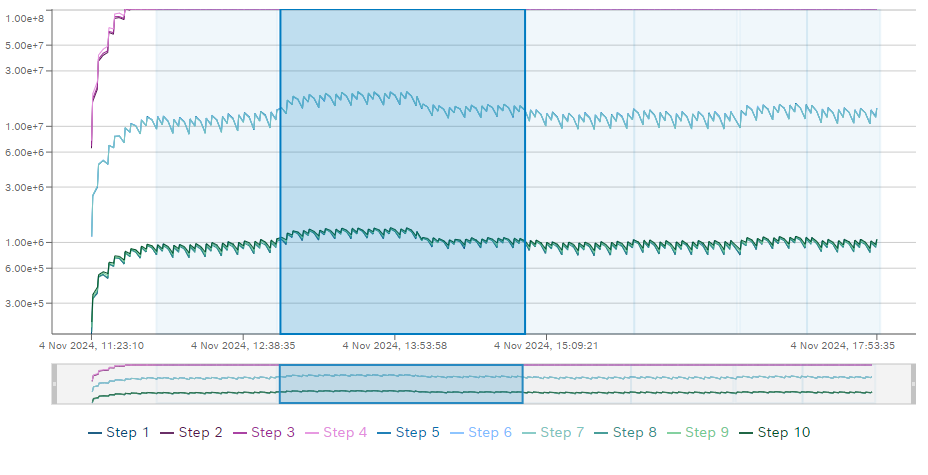 1.00e+8
5.00e+7
3.00e+7
1.00e+7
6.00e+6
3.00e+6
1.00e+6
6.00e+5
3.00e+5
4 Nov 2024, 11:23:10 4 Nov 2024, 12:38:35 4 Nov 2024, 13:53:58 4 Nov 2024, 15:09:21 4 Nov 2024, 17:53:35
Step 1 Step 2 Step 3 Step 4 Step 5 Step 6 Step 7 Step 8 Step 9 Step 10